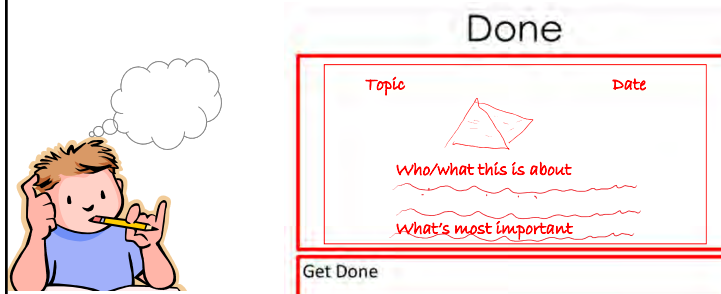 Done
Topic Date
Who/what this is about
What's most important
Get Done